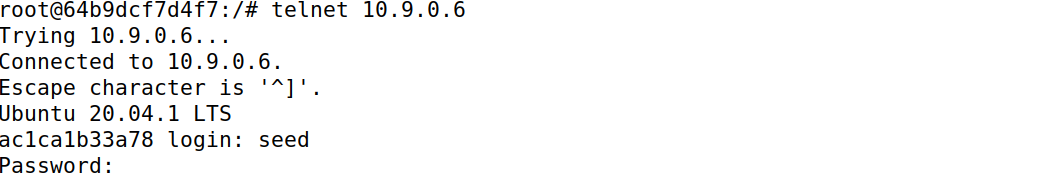 root@64b9dcf7d4f7:/# telnet 10.9.0.6
Trying 10.9.0.6...
Connected to 10.9.0.6.
Escape character is '^]'.
Ubuntu 20.04.1 LTS
ac1ca1b33a78 login: seed
Password: